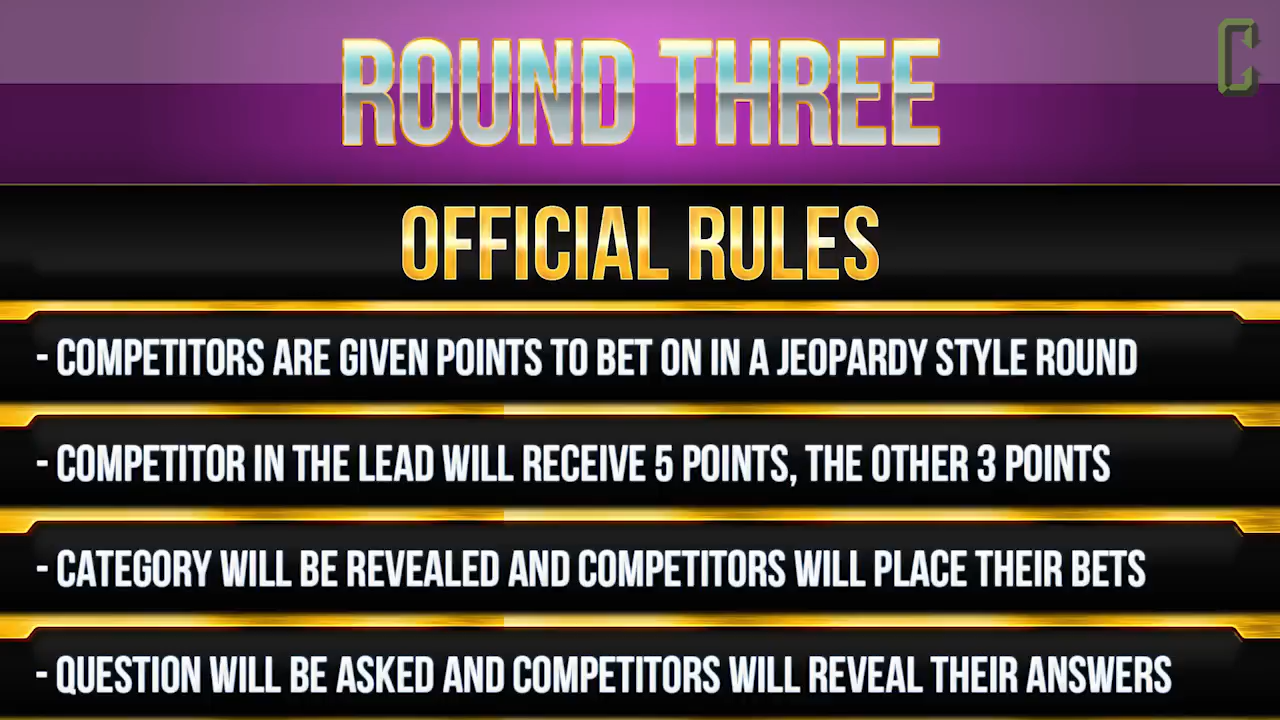 ROUND THREE
OFFICIAL RULES
- COMPETITORS ARE GIVEN POINTS TO BET ON IN A JEOPARDY STYLE ROUND
- COMPETITOR IN THE LEAD WILL RECEIVE 5 POINTS, THE OTHER 3 POINTS
- CATEGORY WILL BE REVEALED AND COMPETITORS WILL PLACE THEIR BETS
- QUESTION WILL BE ASKED AND COMPETITORS WILL REVEAL THEIR ANSWERS